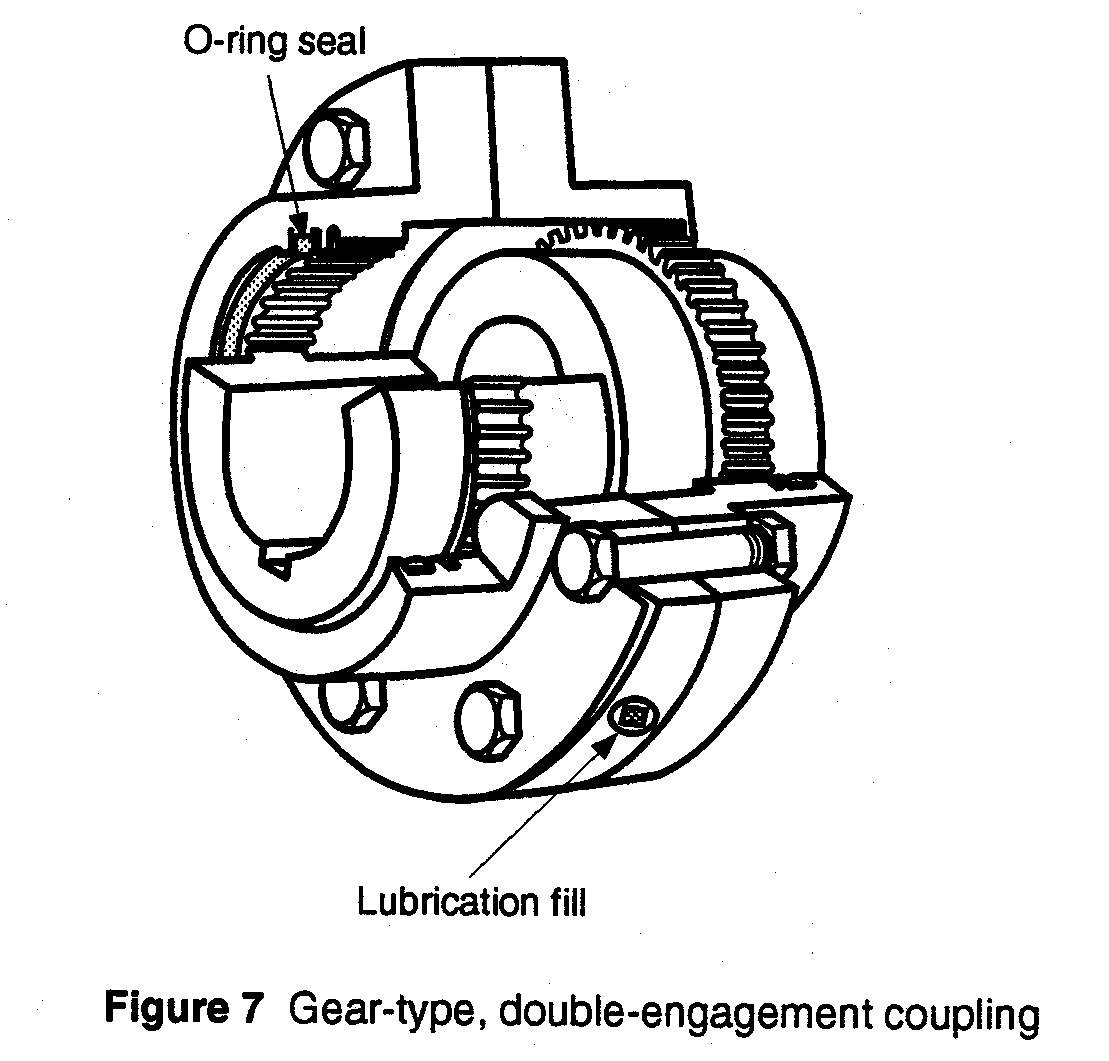 O-ring seal
Lubrication fill
Figure 7 Gear-type, double-engagement coupling